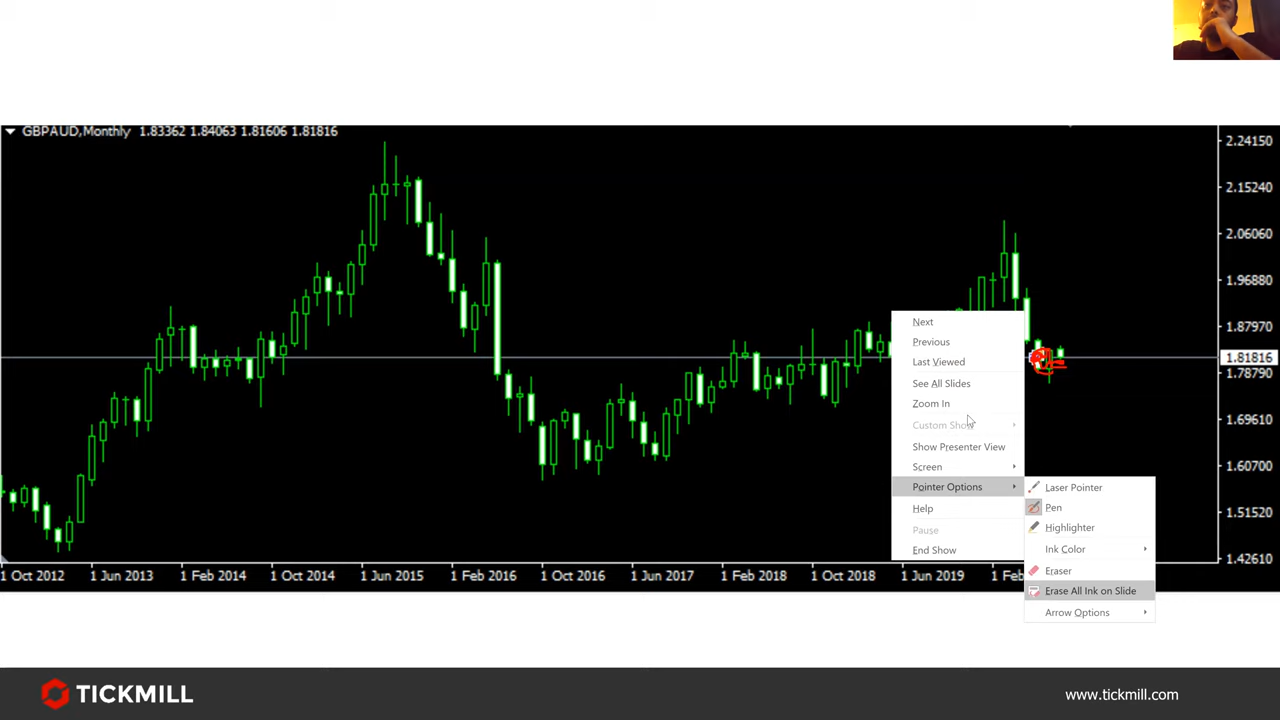 GBPAUD,Monthly 1.83362 1.84063 1.81606 1.81816
2.24150
2.15240
2.06060
1.96880
1.87970
1.81816
1.78790
1.69610
1.60700
1.51520
1.42610
Next
Previous
Last Viewed
See All Slides
Zoom In
Custom Show
Show Presenter View
Screen
Pointer Options
Help
Pause
End Show
Laser Pointer
Pen
Highlighter
Ink Color
Eraser
Erase All Ink on Slide
Arrow Options
1 Oct 2012 1 Jun 2013 1 Feb 2014 1 Oct 2014 1 Jun 2015 1 Feb 2016 1 Oct 2016 1 Jun 2017 1 Feb 2018 1 Oct 2018 1 Jun 2019 1 Feb
TICKMILL www.tickmill.com